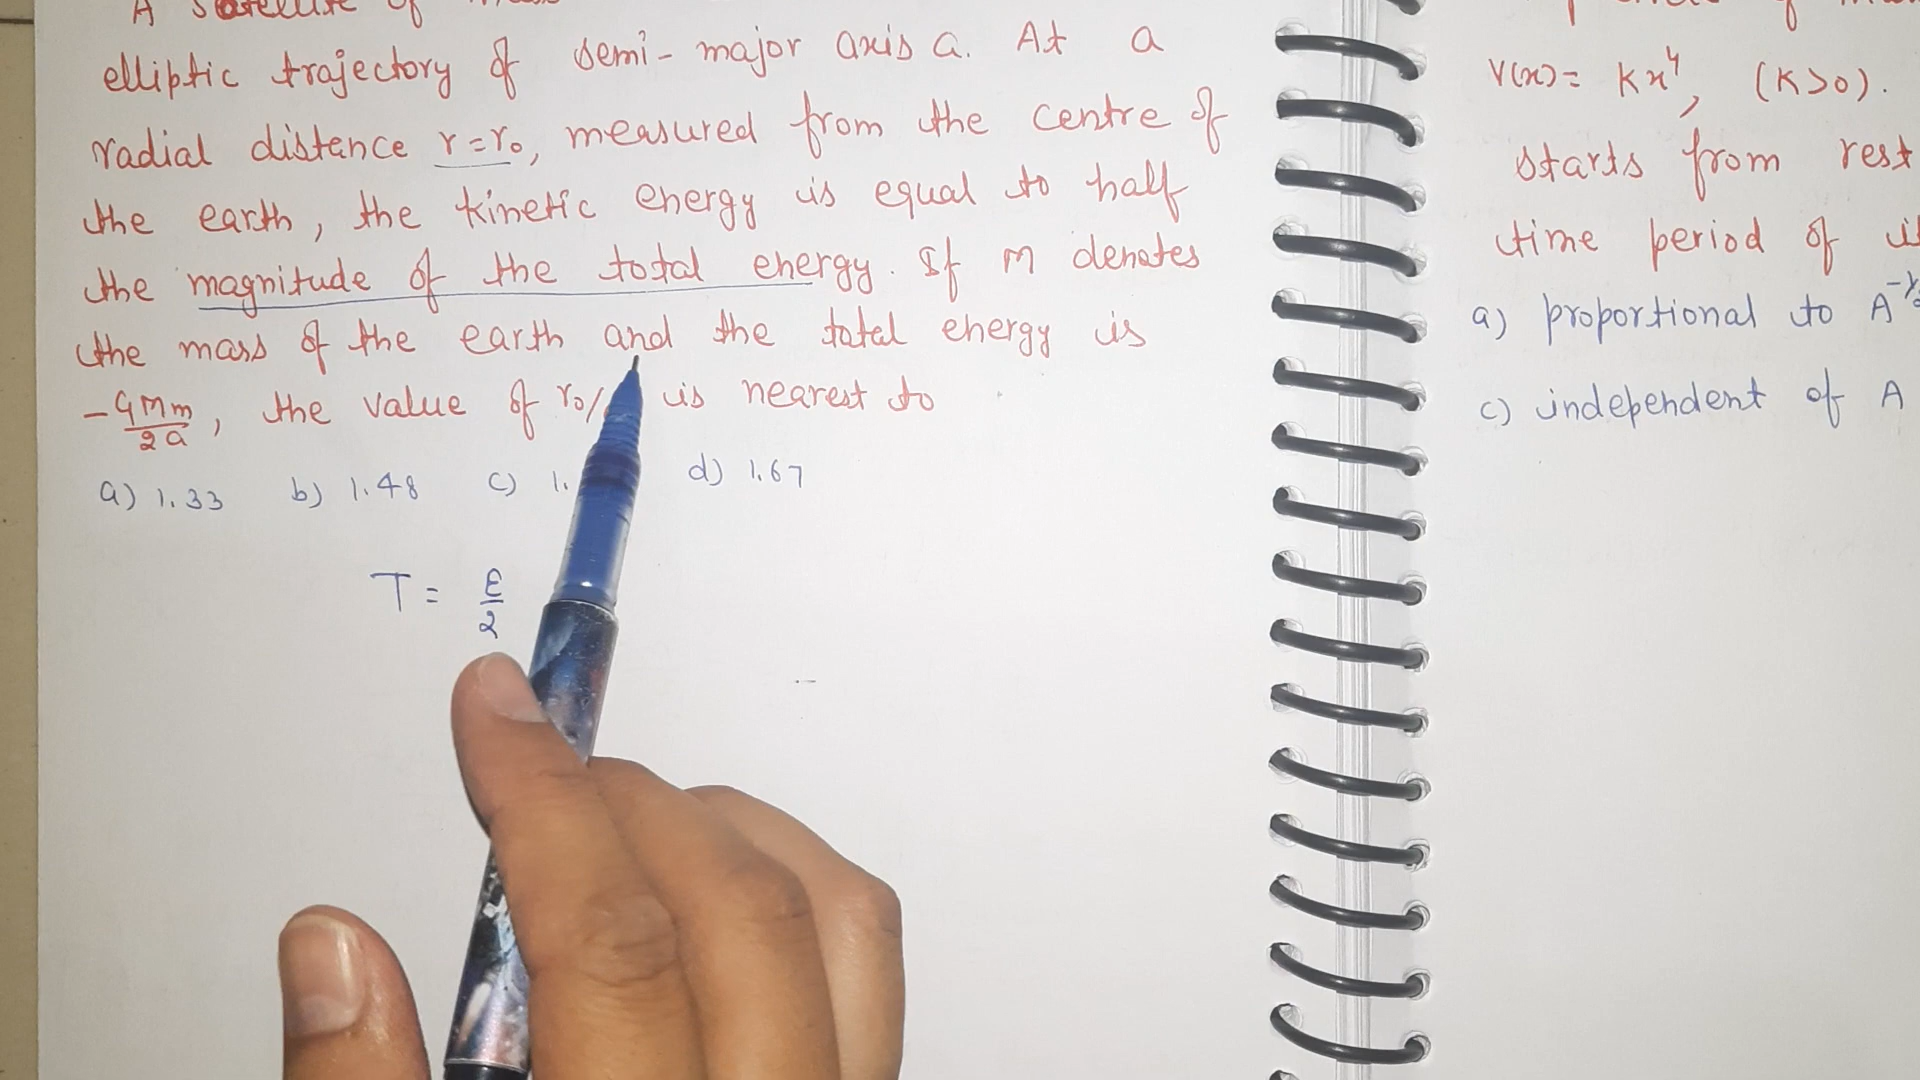 A satellite of
elliptic trajectory of semi-major axis a. At a
radial distance r=r₀, measured from the centre of
the earth, the kinetic energy is equal to half
the magnitude of the total energy. If M denotes
the mass of the earth and the total energy is
-GMm/2a, the value of r₀/ is nearest to
a) 1.33 b) 1.48 c) 1. d) 1.67
T = E/2
V(x) = Kx⁴, (K>0).
starts from rest
time period of
a) proportional to A
c) independent of A